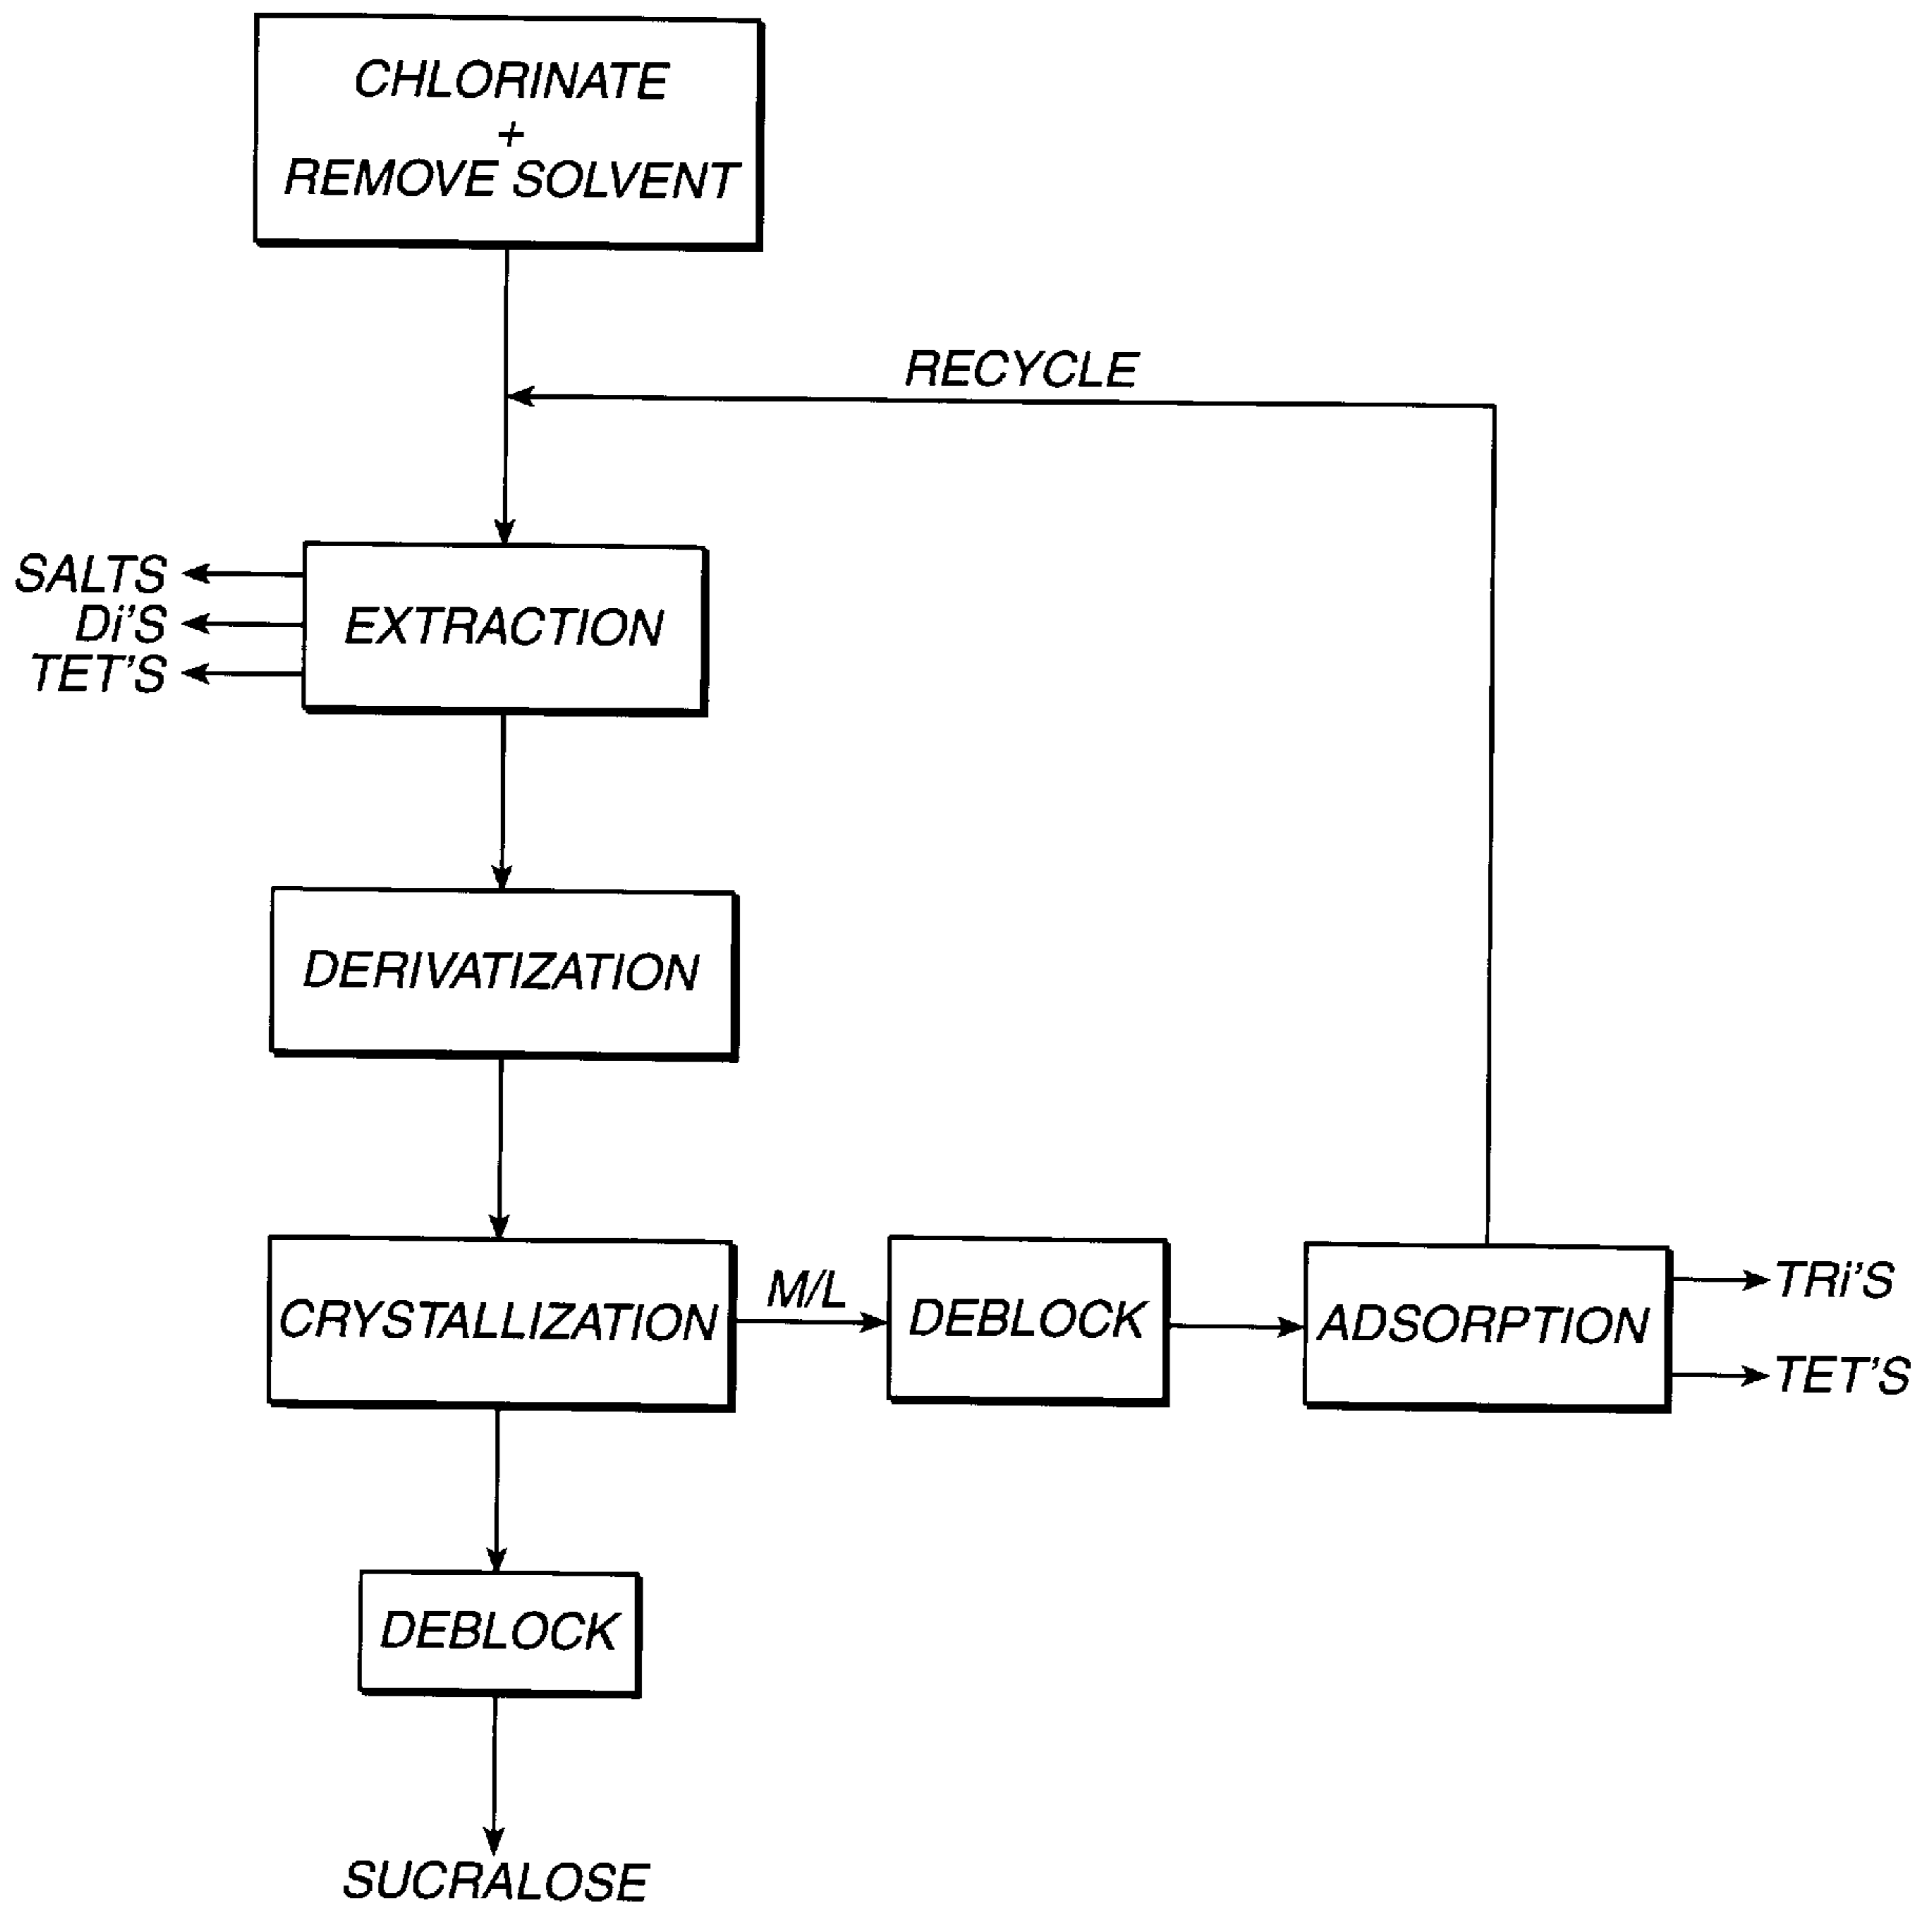 CHLORINATE
+
REMOVE SOLVENT
RECYCLE
SALTS
Di'S
TET'S
EXTRACTION
DERIVATIZATION
CRYSTALLIZATION
M/L
DEBLOCK
ADSORPTION
TRi'S
TET'S
DEBLOCK
SUCRALOSE